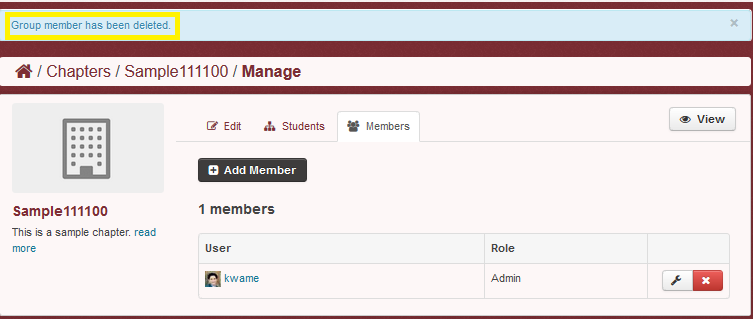 Group member has been deleted.
×
/ Chapters / Sample111100 / Manage
Edit
Students
Members
View
Add Member
Sample111100
This is a sample chapter. read
more
1 members
User Role
kwame Admin